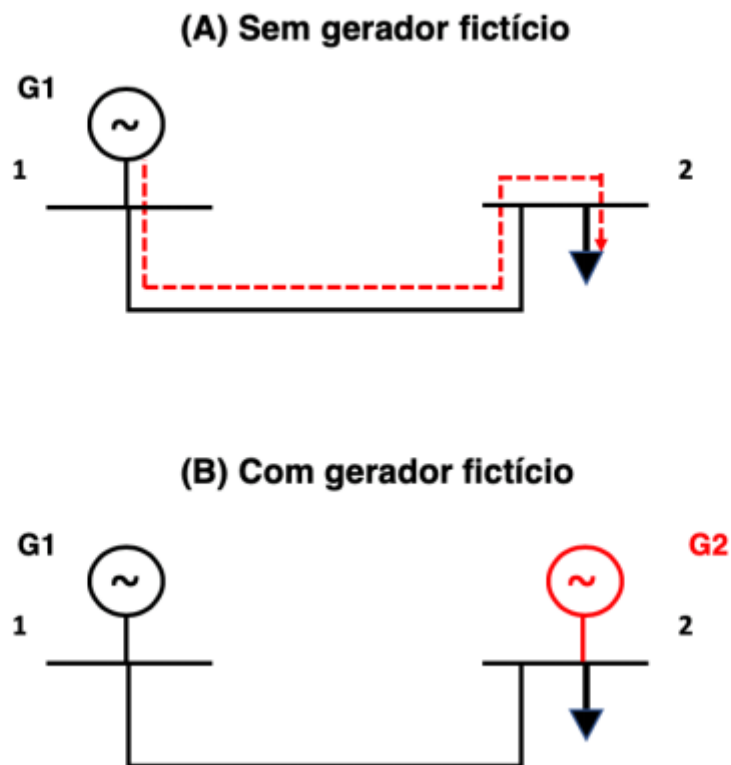 (A) Sem gerador fictício
G1
~
1
2
(B) Com gerador fictício
G1
G2
~
~
1
2